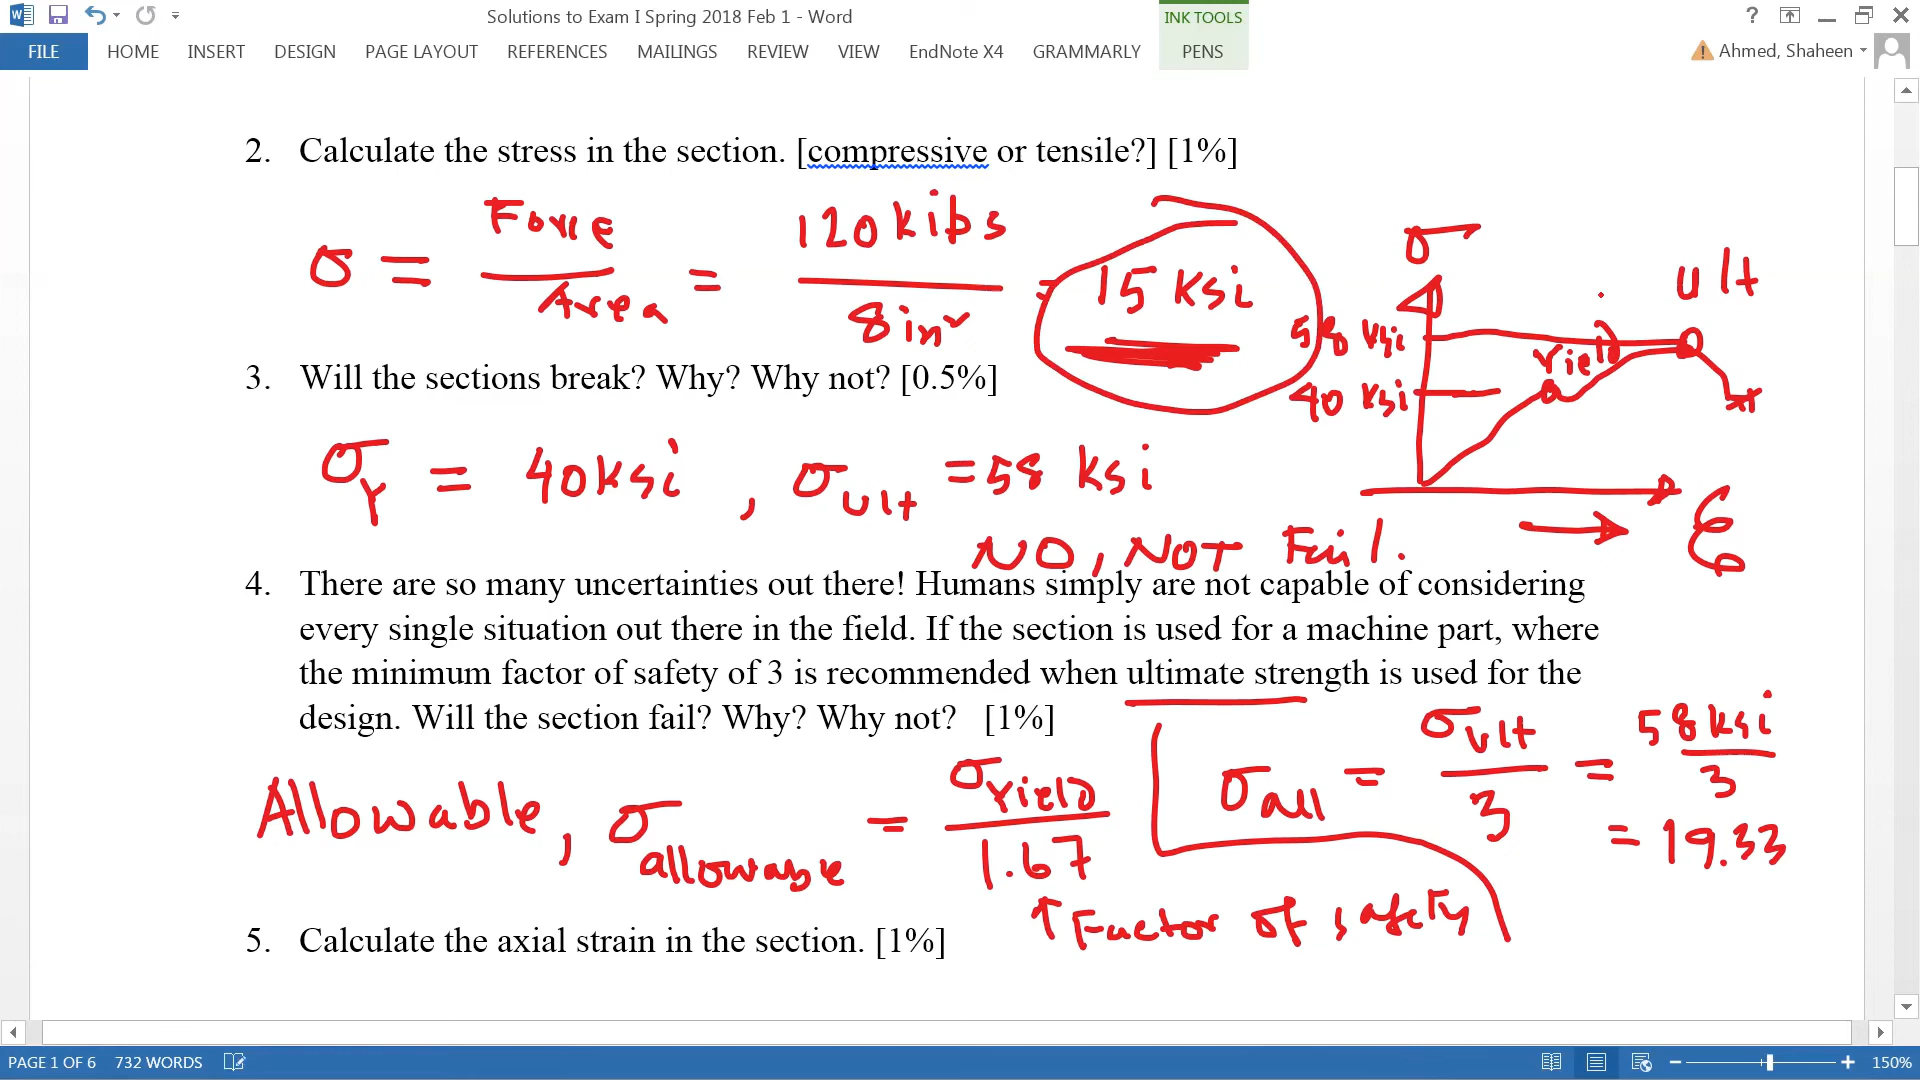 Solutions to Exam I Spring 2018 Feb 1 - Word
INK TOOLS
FILE HOME INSERT DESIGN PAGE LAYOUT REFERENCES MAILINGS REVIEW VIEW EndNote X4 GRAMMARLY PENS
Ahmed, Shaheen
2. Calculate the stress in the section. [compressive or tensile?] [1%]
σ = Force / Area = 120 kips / 8 in² = 15 ksi
σ
ult
58 ksi
Yield
40 ksi
ε
3. Will the sections break? Why? Why not? [0.5%]
σY = 40 ksi, σult = 58 ksi
NO, NOT Fail.
4. There are so many uncertainties out there! Humans simply are not capable of considering
every single situation out there in the field. If the section is used for a machine part, where
the minimum factor of safety of 3 is recommended when ultimate strength is used for the
design. Will the section fail? Why? Why not? [1%]
Allowable, σallowable = σYield / 1.67
σall = σult / 3 = 58 ksi / 3
= 19.33
↑ Factor of safety
5. Calculate the axial strain in the section. [1%]
PAGE 1 OF 6 732 WORDS 150%